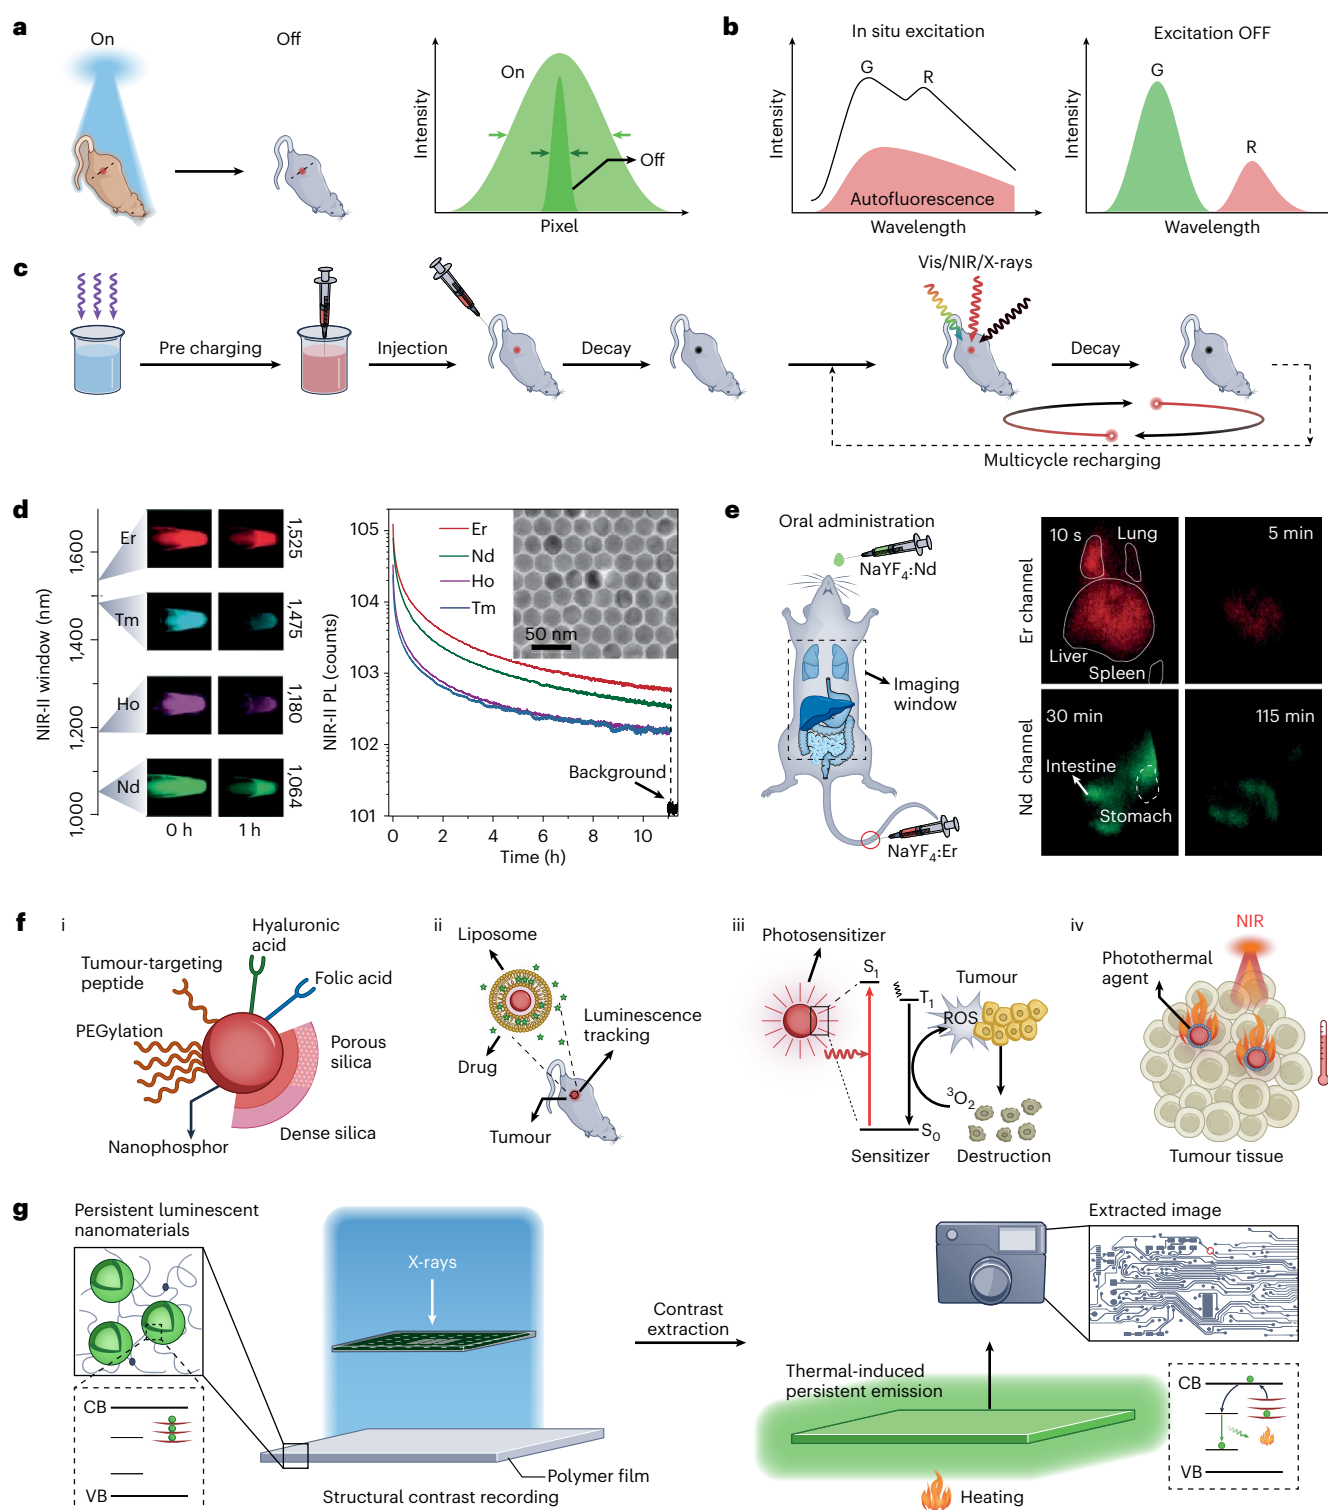 a
On
Off
Intensity
On
Off
Pixel
b
In situ excitation
G
R
Intensity
Autofluorescence
Wavelength
Excitation OFF
G
R
Intensity
Wavelength
c
Pre charging
Injection
Decay
Vis/NIR/X-rays
Decay
Multicycle recharging
d
NIR-II window (nm)
1,600
1,400
1,200
1,000
Er
Tm
Ho
Nd
1,525
1,475
1,180
1,064
0 h
1 h
NIR-II PL (counts)
105
104
103
102
101
Er
Nd
Ho
Tm
50 nm
Background
0
2
4
6
8
10
Time (h)
e
Oral administration
NaYF4:Nd
Imaging
window
NaYF4:Er
Er channel
10 s
Lung
Liver
Spleen
5 min
Nd channel
30 min
Intestine
Stomach
115 min
f
i
Hyaluronic
acid
Tumour-targeting
peptide
Folic acid
PEGylation
Porous
silica
Nanophosphor
Dense silica
ii
Liposome
Luminescence
tracking
Drug
Tumour
iii
Photosensitizer
S1
T1
Tumour
ROS
3O2
S0
Sensitizer
Destruction
iv
NIR
Photothermal
agent
Tumour tissue
g
Persistent luminescent
nanomaterials
CB
VB
X-rays
Polymer film
Structural contrast recording
Contrast
extraction
Extracted image
Thermal-induced
persistent emission
Heating
CB
VB